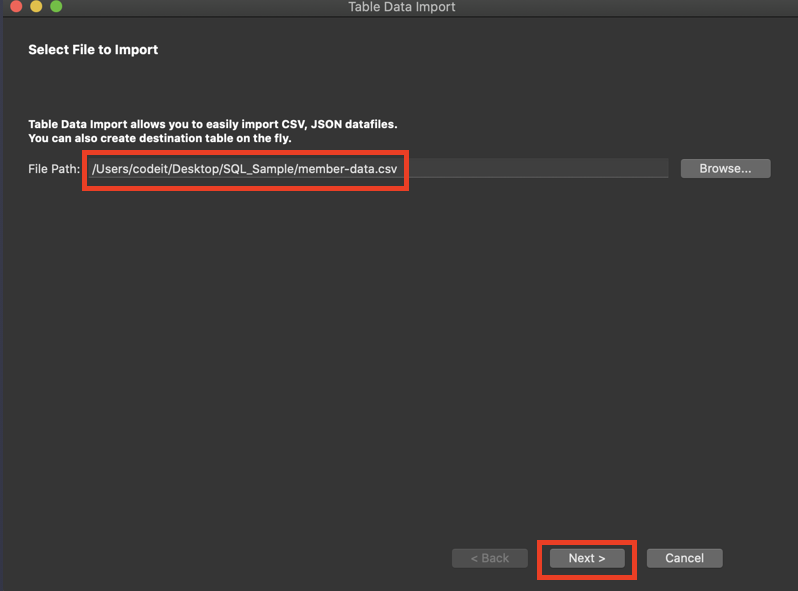 Table Data Import
Select File to Import
Table Data Import allows you to easily import CSV, JSON datafiles.
You can also create destination table on the fly.
File Path: /Users/codeit/Desktop/SQL_Sample/member-data.csv Browse...
< Back Next > Cancel